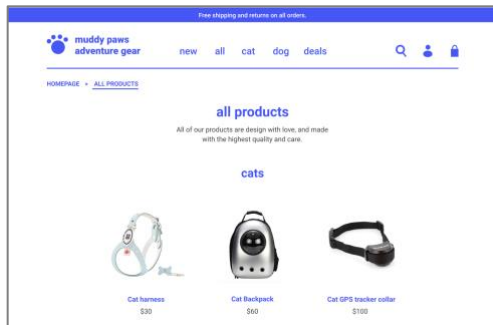 Free shipping and returns on all orders.
muddy paws
adventure gear
new all cat dog deals
HOMEPAGE • ALL PRODUCTS
all products
All of our products are design with love, and made
with the highest quality and care.
cats
Cat harness
Cat Backpack
Cat GPS tracker collar
$30
$60
$100